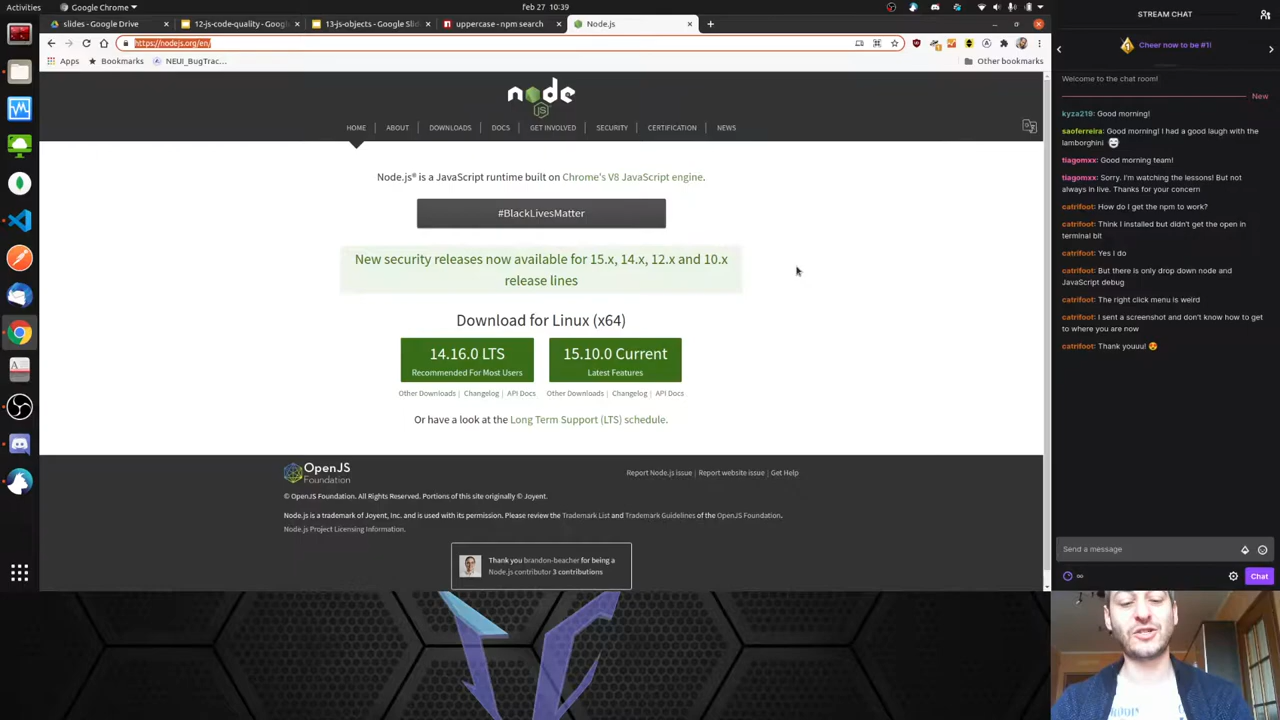 Activities
Google Chrome
Feb 26 10:39
slides - Google Drive
12-js-code-quality - Googl
13-js-objects - Google Slid
uppercase - npm search
Node.js
https://nodejs.org/en/
Apps
Bookmarks
NEUI_BugTrac...
Other bookmarks
node
JS
HOME
ABOUT
DOWNLOADS
DOCS
GET INVOLVED
SECURITY
CERTIFICATION
NEWS
Node.js® is a JavaScript runtime built on Chrome's V8 JavaScript engine.
#BlackLivesMatter
New security releases now available for 15.x, 14.x, 12.x and 10.x
release lines
Download for Linux (x64)
14.16.0 LTS
Recommended For Most Users
15.10.0 Current
Latest Features
Other Downloads | Changelog | API Docs
Other Downloads | Changelog | API Docs
Or have a look at the Long Term Support (LTS) schedule.
OpenJS
Foundation
Report Node.js issue | Report website issue | Get Help
© OpenJS Foundation. All Rights Reserved. Portions of this site originally © Joyent.
Node.js is a trademark of Joyent, Inc. and is used with its permission. Please review the Trademark List and Trademark Guidelines of the OpenJS Foundation.
Node.js Project Licensing Information.
Thank you brandon-beacher for being a
Node.js contributor 3 contributions
STREAM CHAT
Cheer now to be #1!
Welcome to the chat room!
New
kyza219: Good morning!
saoferreira: Good morning! I had a good laugh with the
lamborghini
tiagomxx: Good morning team!
tiagomxx: Sorry. I'm watching the lessons! But not
always in live. Thanks for your concern
catrifoot: How do I get the npm to work?
catrifoot: Think I installed but didn't get the open in
terminal bit
catrifoot: Yes I do
catrifoot: But there is only drop down node and
JavaScript debug
catrifoot: The right click menu is weird
catrifoot: I sent a screenshot and don't know how to get
to where you are now
catrifoot: Thank youuu! 😍
Send a message
∞
Chat